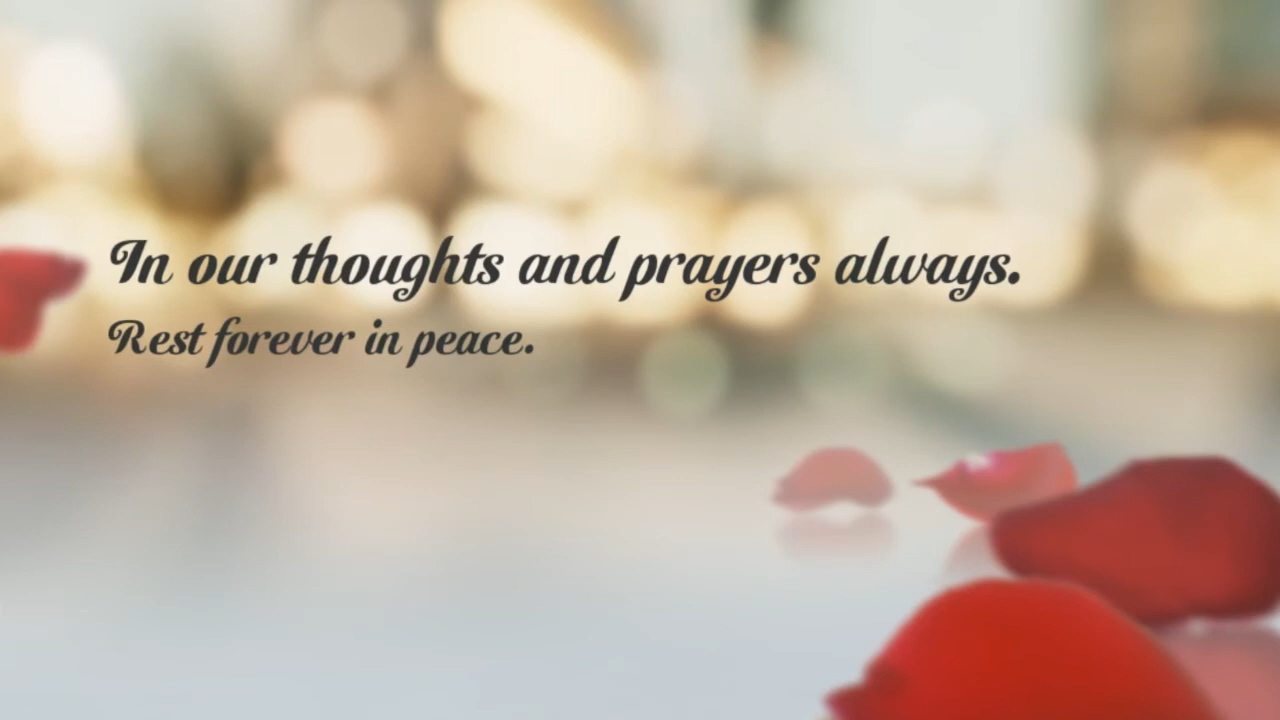 In our thoughts and prayers always.
Rest forever in peace.